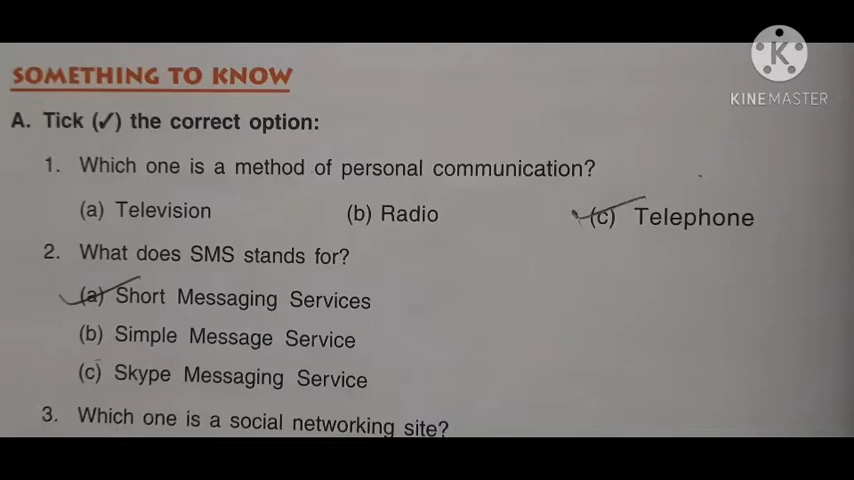 K
KINEMASTER
SOMETHING TO KNOW
A. Tick (✓) the correct option:
1. Which one is a method of personal communication?
(a) Television (b) Radio (c) Telephone
2. What does SMS stands for?
(a) Short Messaging Services
(b) Simple Message Service
(c) Skype Messaging Service
3. Which one is a social networking site?